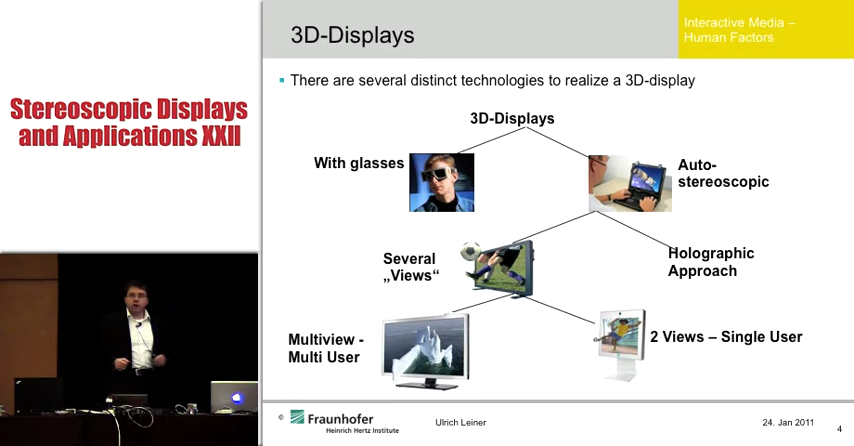 Stereoscopic Displays
and Applications XXII
3D-Displays
Interactive Media –
Human Factors
▪ There are several distinct technologies to realize a 3D-display
3D-Displays
With glasses
Auto-
stereoscopic
Several
„Views“
Holographic
Approach
Multiview -
Multi User
2 Views – Single User
©
Fraunhofer
Heinrich Hertz Institute
Ulrich Leiner
24. Jan 2011
4